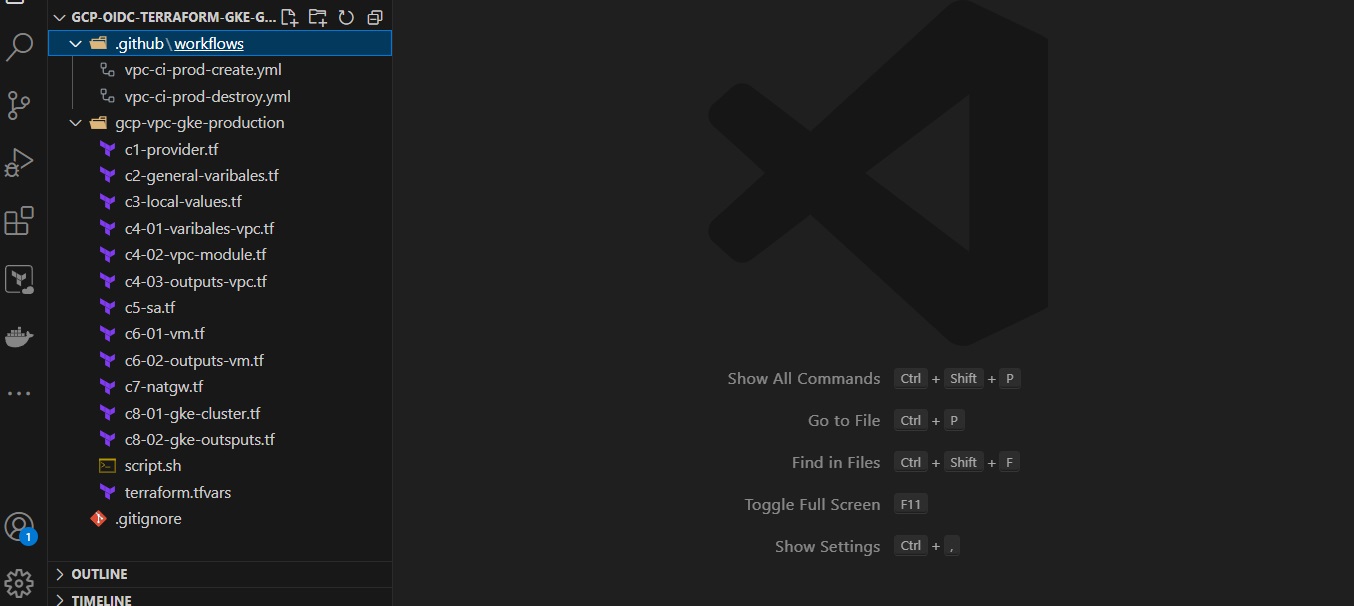 GCP-OIDC-TERRAFORM-GKE-G...
.github\workflows
vpc-ci-prod-create.yml
vpc-ci-prod-destroy.yml
gcp-vpc-gke-production
c1-provider.tf
c2-general-varibales.tf
c3-local-values.tf
c4-01-varibales-vpc.tf
c4-02-vpc-module.tf
c4-03-outputs-vpc.tf
c5-sa.tf
c6-01-vm.tf
c6-02-outputs-vm.tf
c7-natgw.tf
c8-01-gke-cluster.tf
c8-02-gke-outsputs.tf
script.sh
terraform.tfvars
.gitignore
OUTLINE
TIMELINE
1
Show All Commands Ctrl + Shift + P
Go to File Ctrl + P
Find in Files Ctrl + Shift + F
Toggle Full Screen F11
Show Settings Ctrl + ,